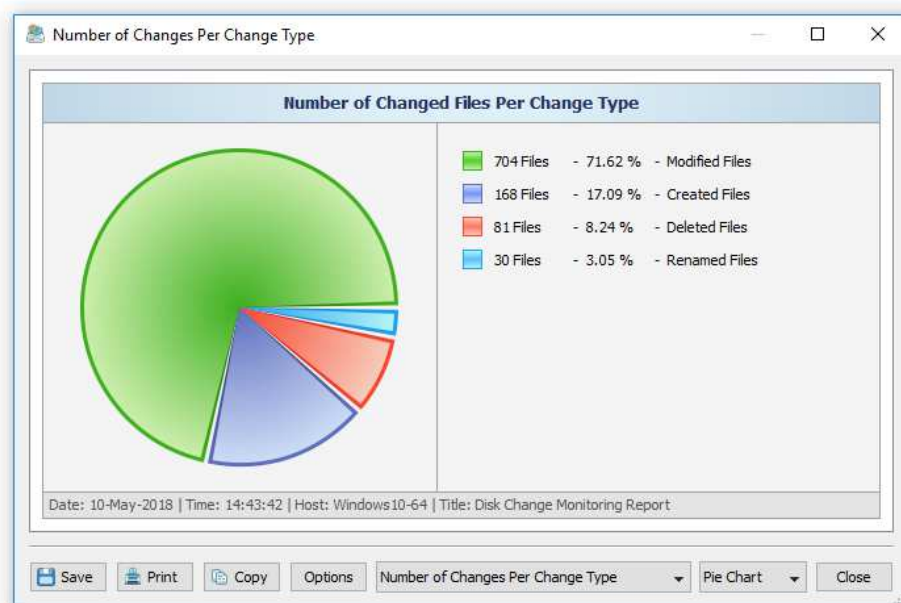 Number of Changes Per Change Type
Number of Changed Files Per Change Type
704 Files - 71.62 % - Modified Files
168 Files - 17.09 % - Created Files
81 Files - 8.24 % - Deleted Files
30 Files - 3.05 % - Renamed Files
Date: 10-May-2018 | Time: 14:43:42 | Host: Windows10-64 | Title: Disk Change Monitoring Report
Save Print Copy Options Number of Changes Per Change Type Pie Chart Close